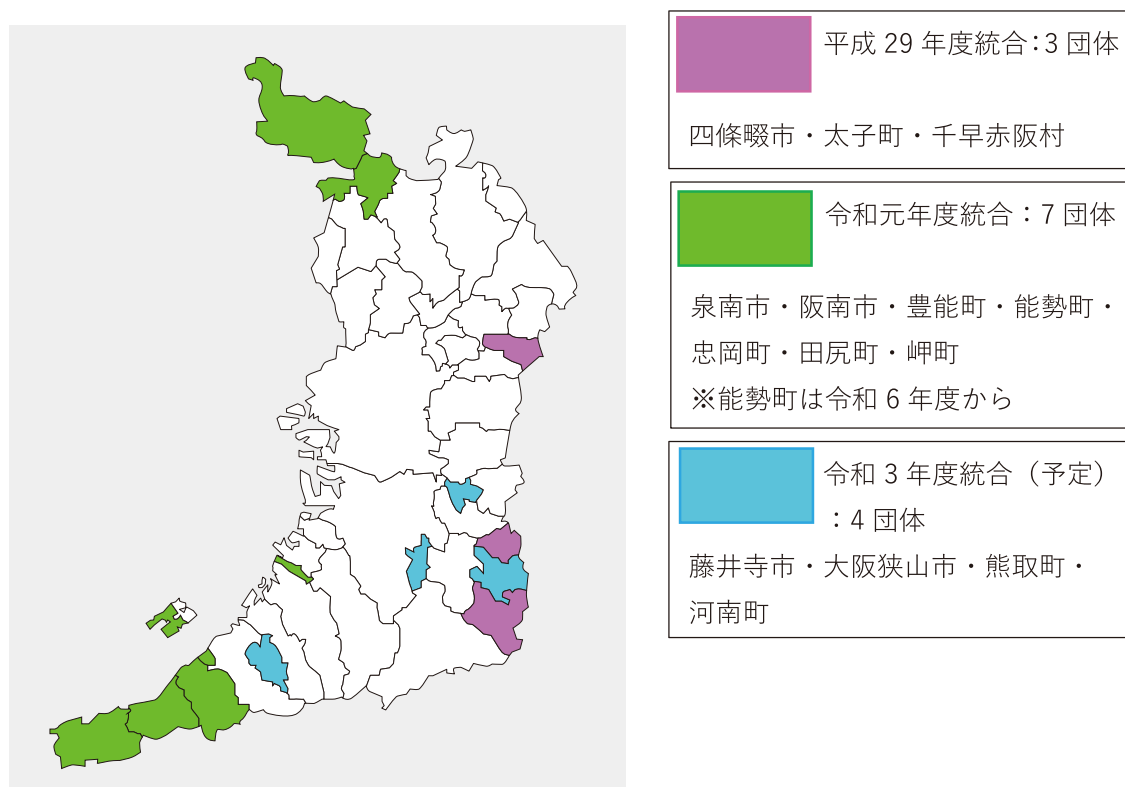 平成 29 年度統合：3 団体
四條畷市・太子町・千早赤阪村
令和元年度統合：7 団体
泉南市・阪南市・豊能町・能勢町・
忠岡町・田尻町・岬町
※能勢町は令和 6 年度から
令和 3 年度統合（予定）
：4 団体
藤井寺市・大阪狭山市・熊取町・
河南町